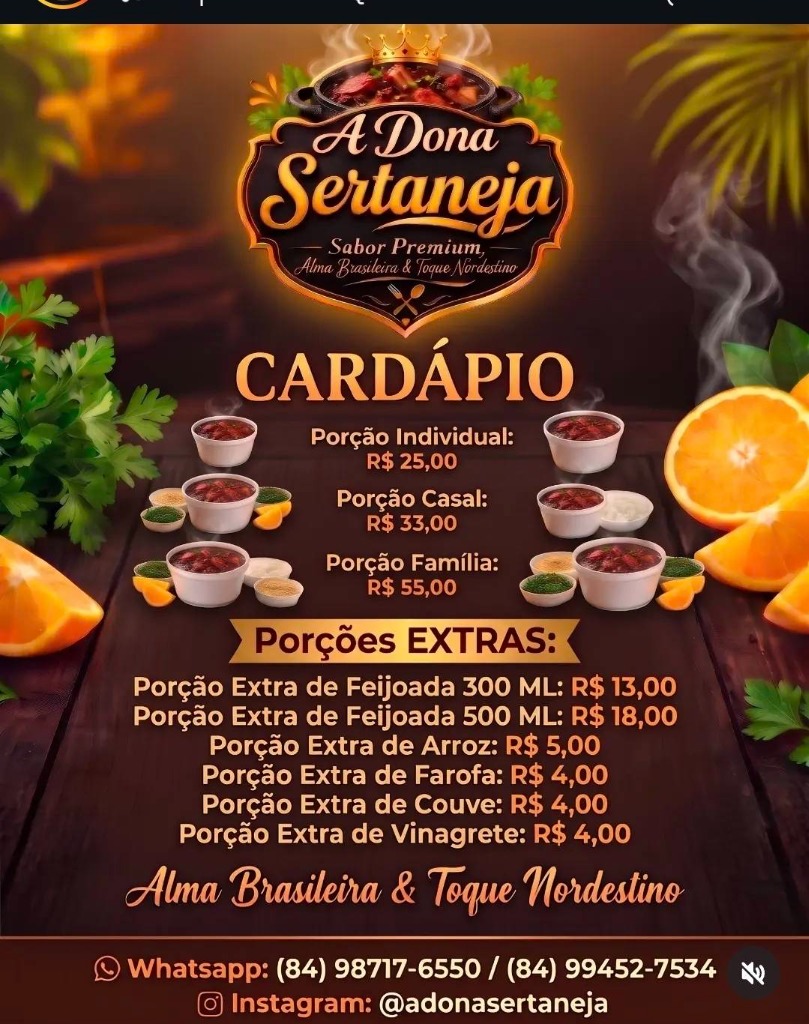 A Dona
Sertaneja
Sabor Premium,
Alma Brasileira & Toque Nordestino
CARDÁPIO
Porção Individual:
R$ 25,00
Porção Casal:
R$ 33,00
Porção Família:
R$ 55,00
Porções EXTRAS:
Porção Extra de Feijoada 300 ML: R$ 13,00
Porção Extra de Feijoada 500 ML: R$ 18,00
Porção Extra de Arroz: R$ 5,00
Porção Extra de Farofa: R$ 4,00
Porção Extra de Couve: R$ 4,00
Porção Extra de Vinagrete: R$ 4,00
Alma Brasileira & Toque Nordestino
Whatsapp: (84) 98717-6550 / (84) 99452-7534
Instagram: @adonasertaneja